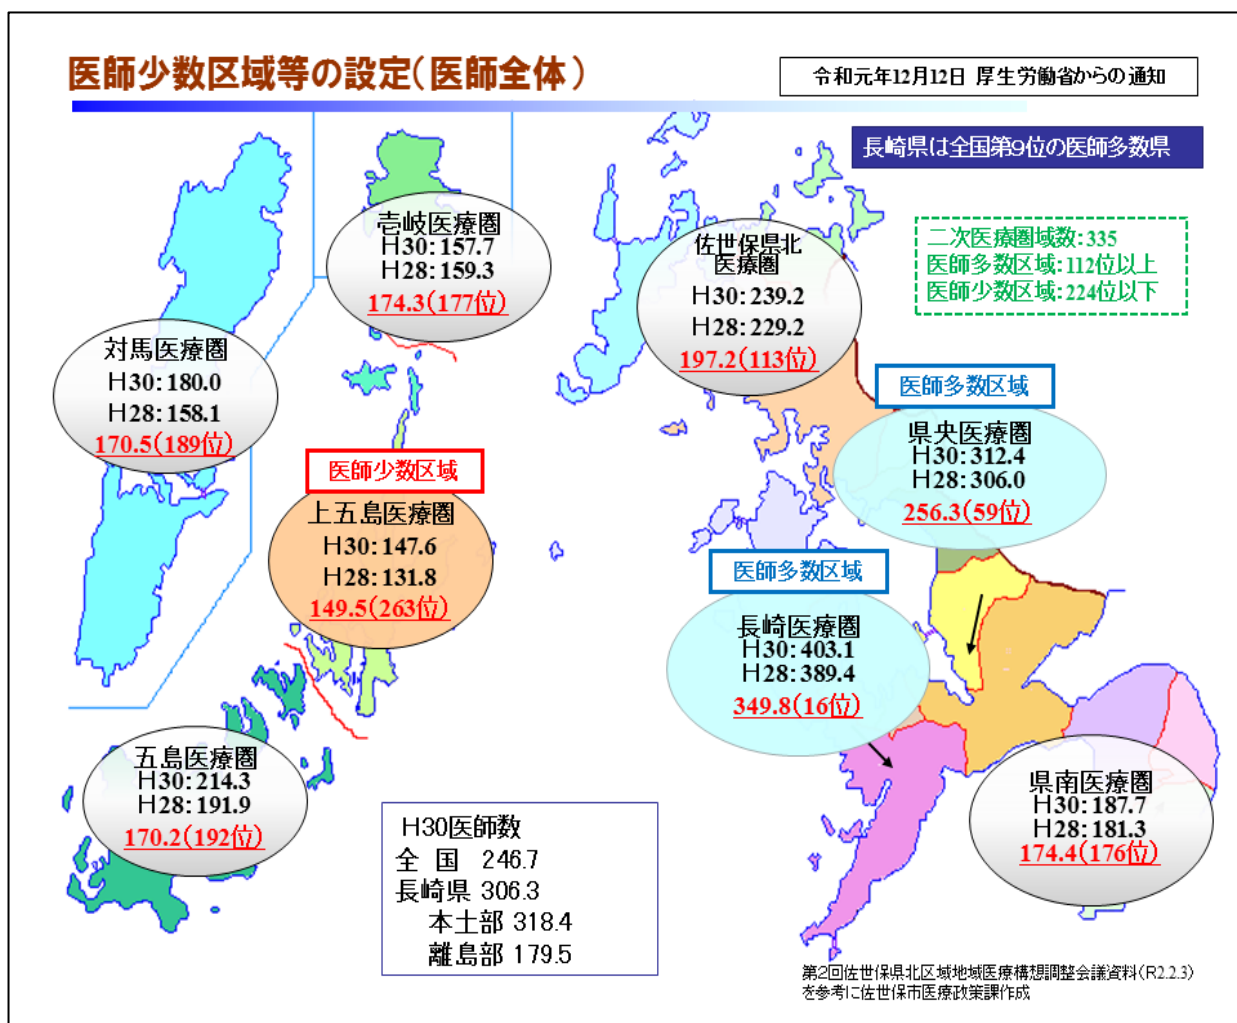 医師少数区域等の設定(医師全体)
令和元年12月12日 厚生労働省からの通知
長崎県は全国第9位の医師多数県
二次医療圏域数:335
医師多数区域:112位以上
医師少数区域:224位以下
壱岐医療圏
H30:157.7
H28:159.3
174.3(177位)
佐世保県北
医療圏
H30:239.2
H28:229.2
197.2(113位)
対馬医療圏
H30:180.0
H28:158.1
170.5(189位)
医師多数区域
県央医療圏
H30:312.4
H28:306.0
256.3(59位)
医師少数区域
上五島医療圏
H30:147.6
H28:131.8
149.5(263位)
医師多数区域
長崎医療圏
H30:403.1
H28:389.4
349.8(16位)
五島医療圏
H30:214.3
H28:191.9
170.2(192位)
県南医療圏
H30:187.7
H28:181.3
174.4(176位)
H30医師数
全 国 246.7
長崎県 306.3
本土部 318.4
離島部 179.5
第2回佐世保県北区域地域医療構想調整会議資料(R2.2.3)
を参考に佐世保市医療政策課作成